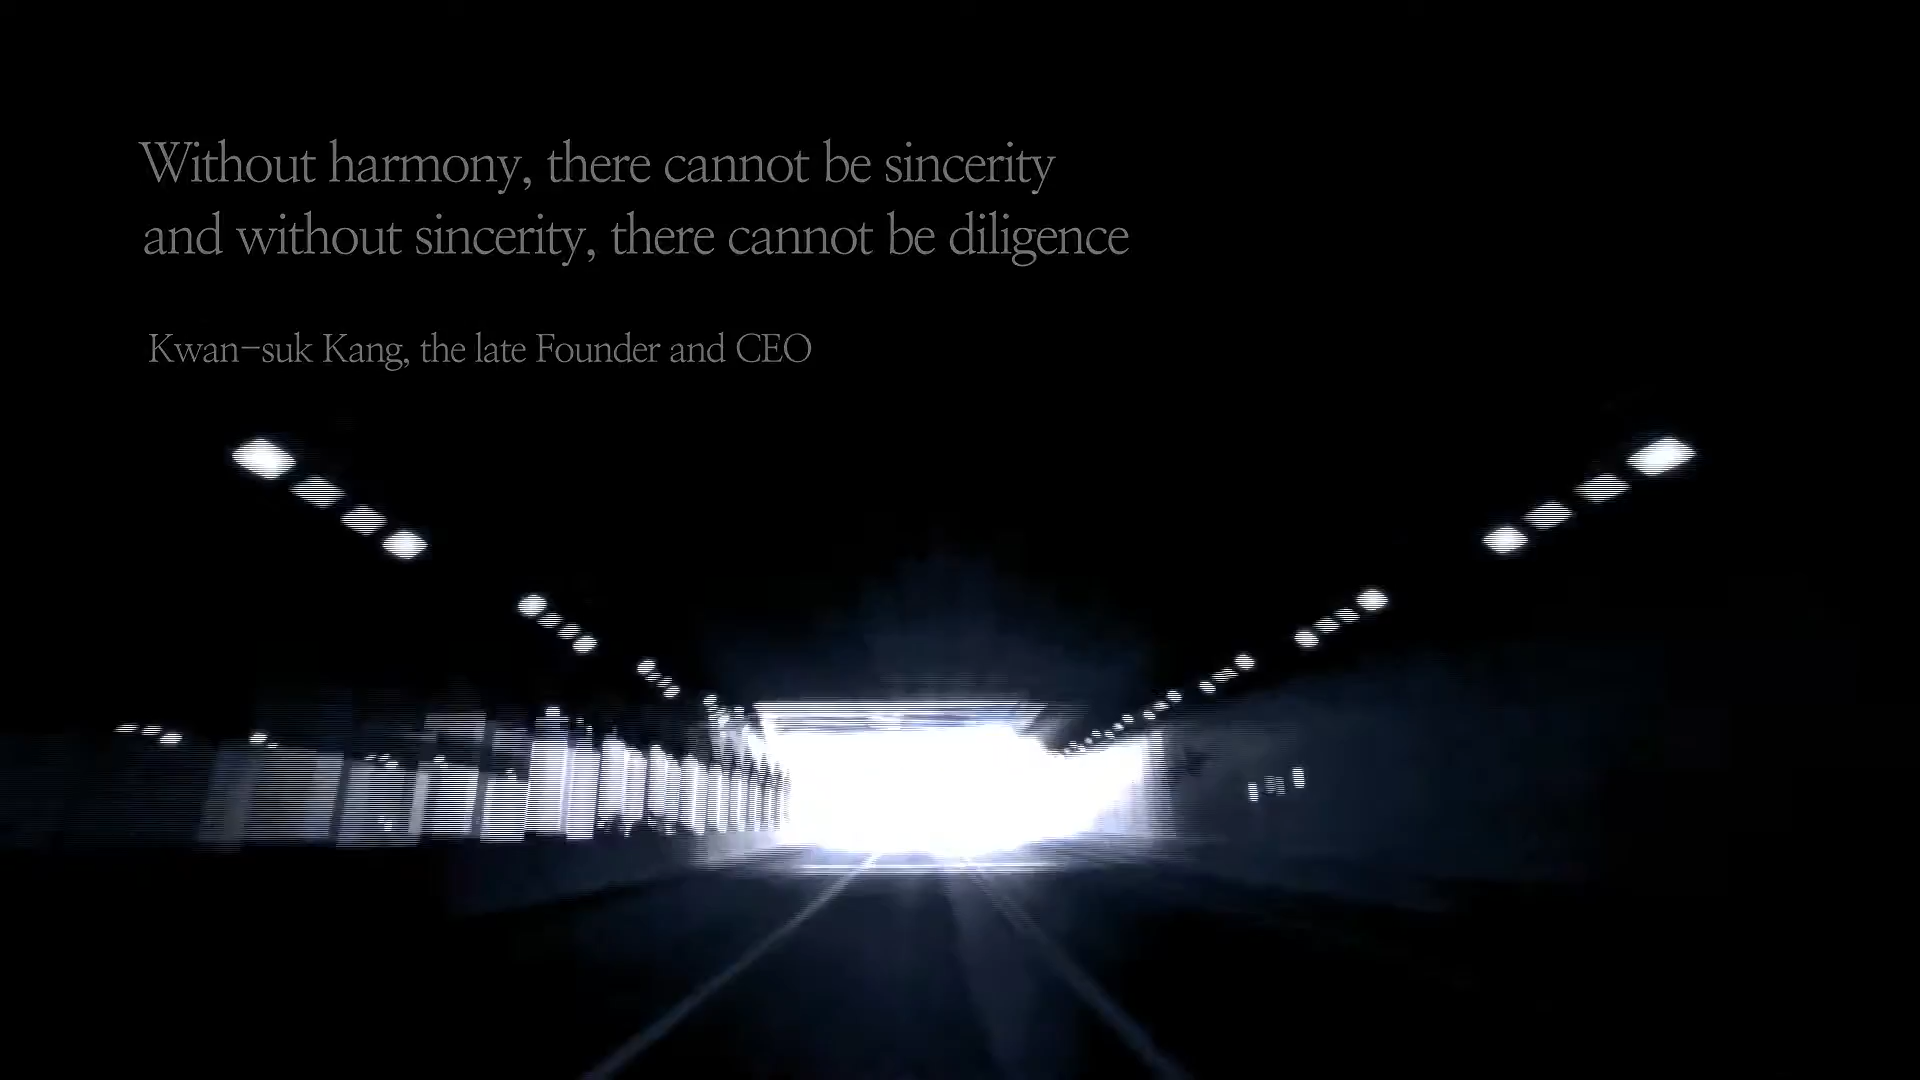 Without harmony, there cannot be sincerity
and without sincerity, there cannot be diligence
Kwan-suk Kang, the late Founder and CEO